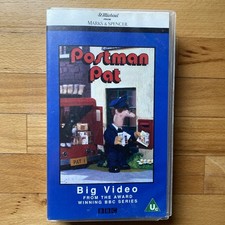 St Michael
MARKS & SPENCER
Postman
Pat
PAT 1
Big Video
FROM THE AWARD
WINNING BBC SERIES
BBC
U